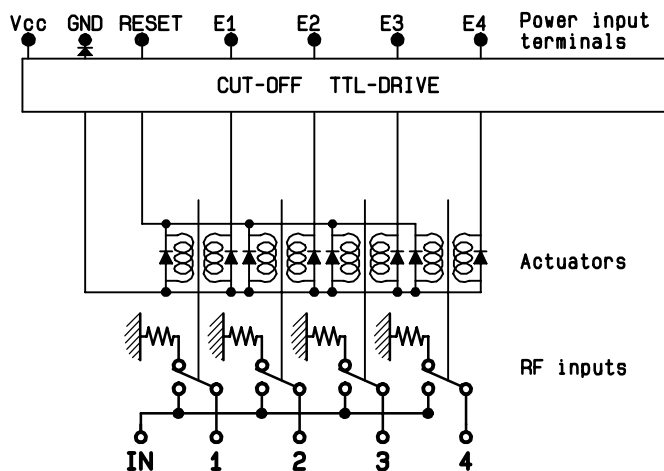 Vcc GND RESET E1 E2 E3 E4 Power input
terminals
CUT-OFF TTL-DRIVE
Actuators
RF inputs
IN 1 2 3 4